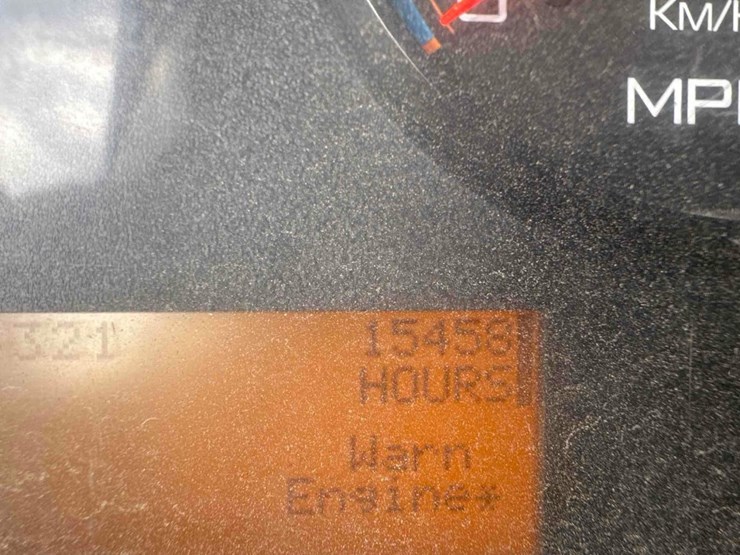 KM/H
MPH
321 15458
HOURS
Warn
Engine*